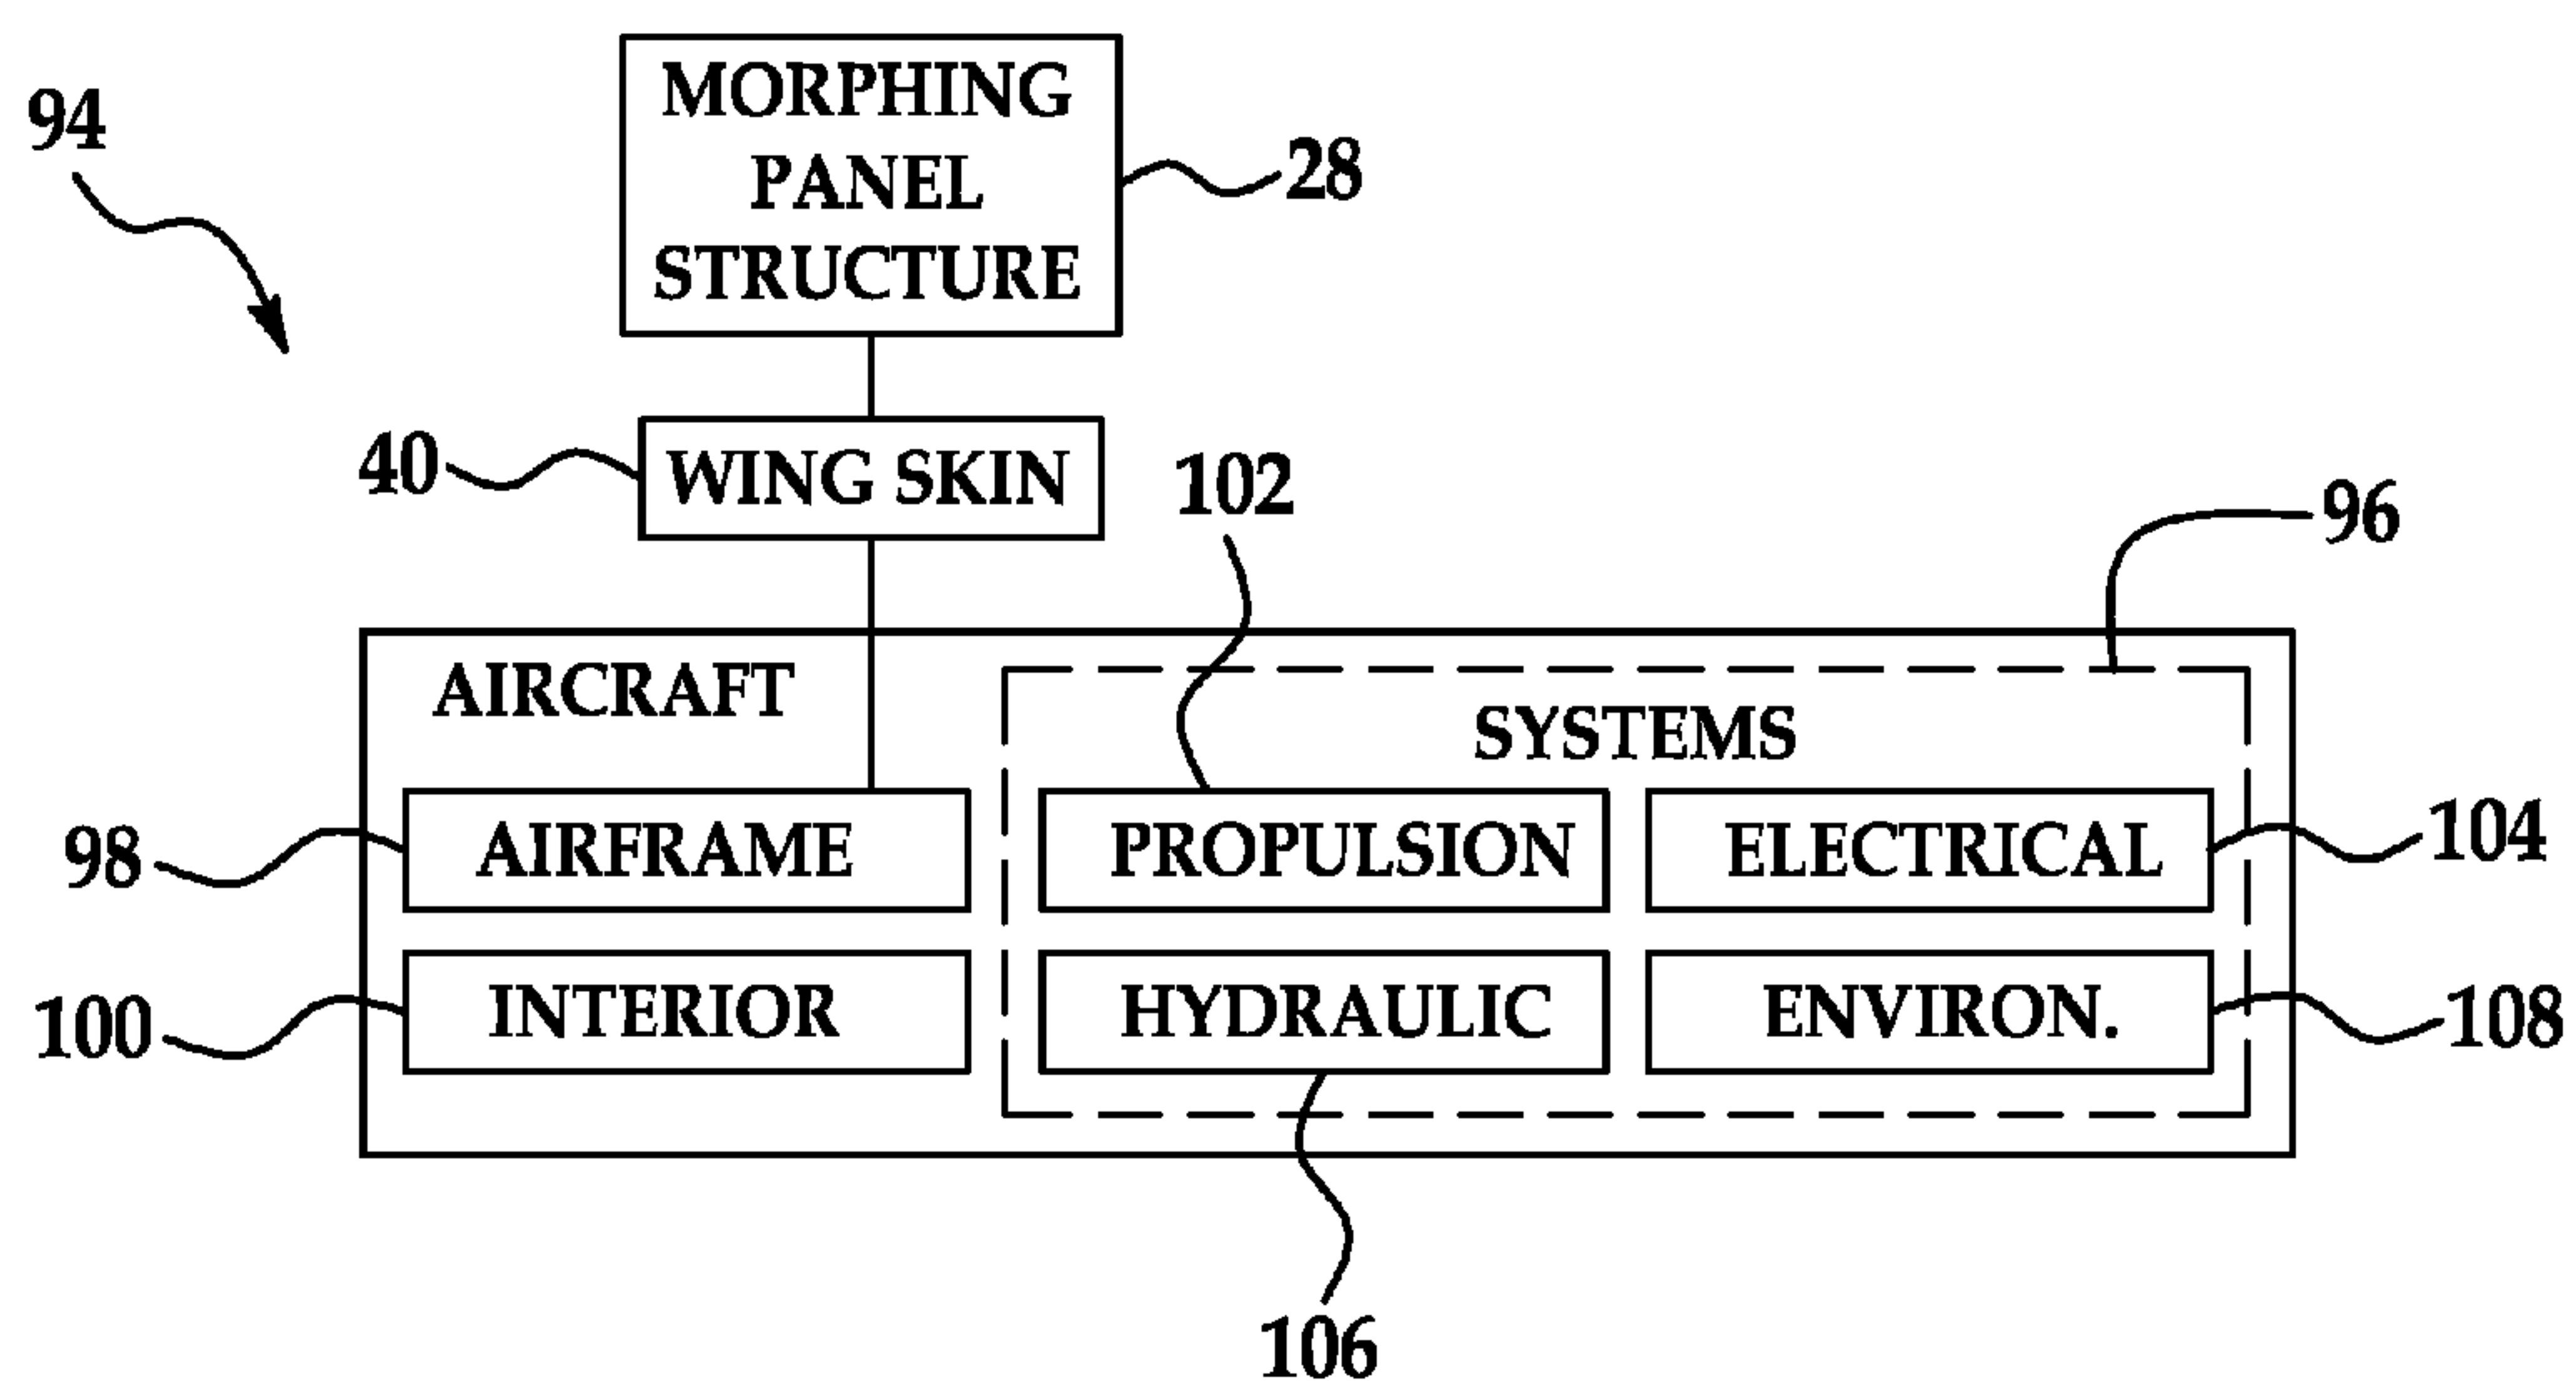 94
MORPHING
PANEL
STRUCTURE
28
40
WING SKIN
102
96
AIRCRAFT
SYSTEMS
98
AIRFRAME
PROPULSION
ELECTRICAL
104
100
INTERIOR
HYDRAULIC
ENVIRON.
108
106